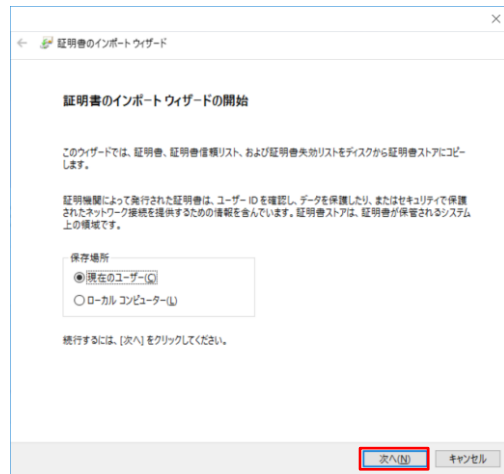 証明書のインポート ウィザード
証明書のインポート ウィザードの開始
このウィザードでは、証明書、証明書信頼リスト、および証明書失効リストをディスクから証明書ストアにコピー
します。
証明機関によって発行された証明書は、ユーザー ID を確認し、データを保護したり、またはセキュリティで保護
されたネットワーク接続を提供するための情報を含んでいます。証明書ストアは、証明書が保管されるシステム
上の領域です。
保存場所
現在のユーザー(C)
ローカル コンピューター(L)
続行するには、[次へ] をクリックしてください。
次へ(N)
キャンセル